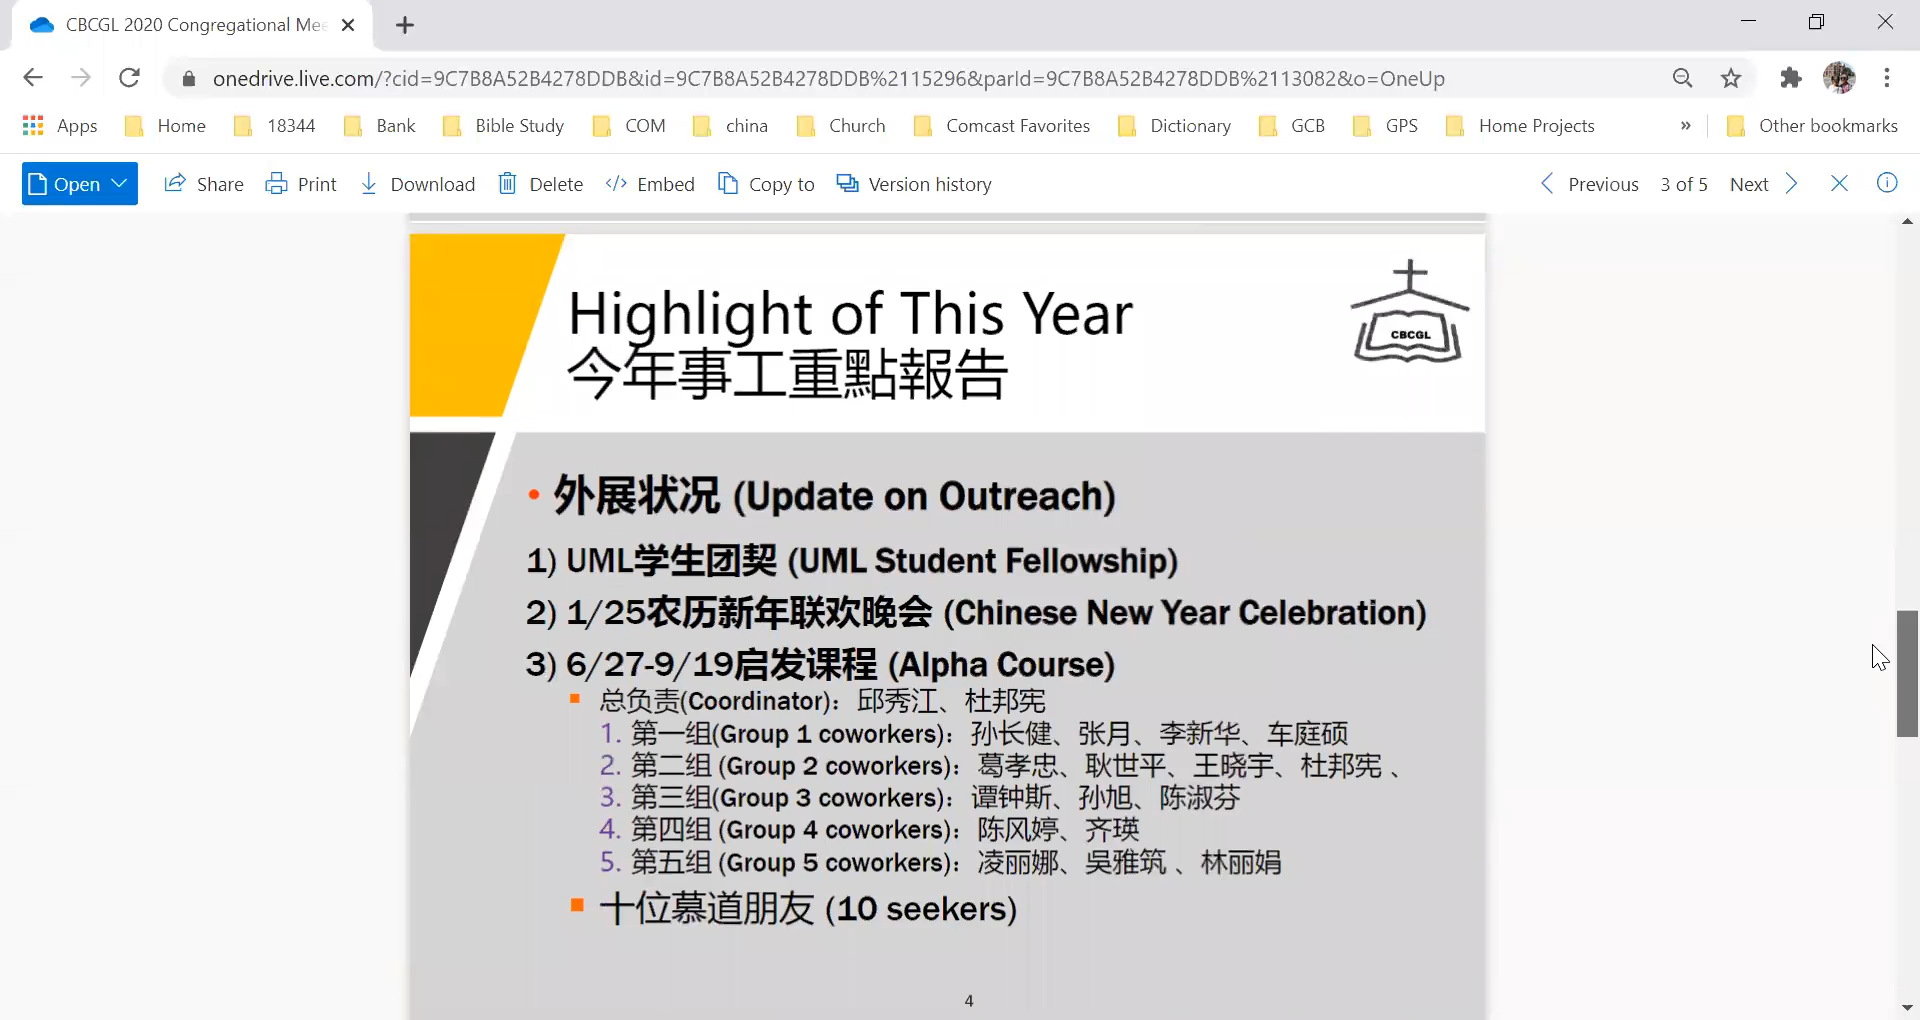 CBCGL 2020 Congregational Mee
onedrive.live.com/?cid=9C7B8A52B4278DDB&id=9C7B8A52B4278DDB%2115296&parId=9C7B8A52B4278DDB%2113082&o=OneUp
Apps Home 18344 Bank Bible Study COM china Church Comcast Favorites Dictionary GCB GPS Home Projects » Other bookmarks
Open Share Print Download Delete Embed Copy to Version history Previous 3 of 5 Next
Highlight of This Year
今年事工重點報告
CBCGL
• 外展状况 (Update on Outreach)
1) UML学生团契 (UML Student Fellowship)
2) 1/25农历新年联欢晚会 (Chinese New Year Celebration)
3) 6/27-9/19启发课程 (Alpha Course)
总负责(Coordinator)：邱秀江、杜邦宪
1. 第一组(Group 1 coworkers)：孙长健、张月、李新华、车庭硕
2. 第二组 (Group 2 coworkers)：葛孝忠、耿世平、王晓宇、杜邦宪 、
3. 第三组(Group 3 coworkers)：谭钟斯、孙旭、陈淑芬
4. 第四组 (Group 4 coworkers)：陈风婷、齐瑛
5. 第五组 (Group 5 coworkers)：凌丽娜、吳雅筑 、林丽娟
十位慕道朋友 (10 seekers)
4